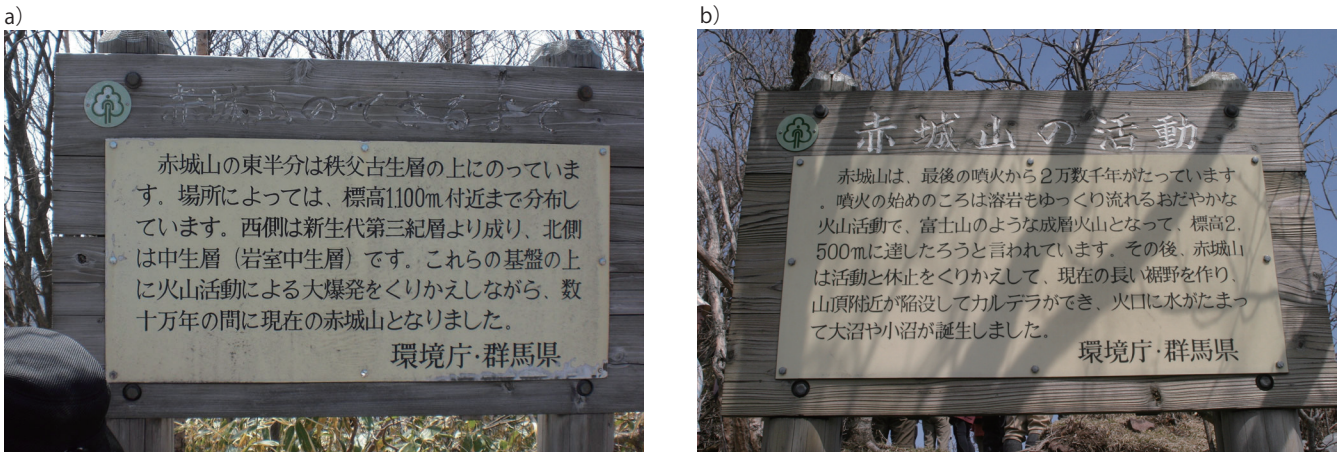 a)
赤城山のできるまで
赤城山の東半分は秩父古生層の上にのっていま
す。場所によっては、標高1,100m付近まで分布し
ています。西側は新生代第三紀層より成り、北側
は中生層（岩室中生層）です。これらの基盤の上
に火山活動による大爆発をくりかえしながら、数
十万年の間に現在の赤城山となりました。
環境庁・群馬県
b)
赤城山の活動
赤城山は、最後の噴火から2万数千年がたっています
。噴火の始めのころは溶岩もゆっくり流れるおだやかな
火山活動で、富士山のような成層火山となって、標高2,
500mに達したろうと言われています。その後、赤城山
は活動と休止をくりかえして、現在の長い裾野を作り、
山頂附近が陥没してカルデラができ、火口に水がたまっ
て大沼や小沼が誕生しました。
環境庁・群馬県